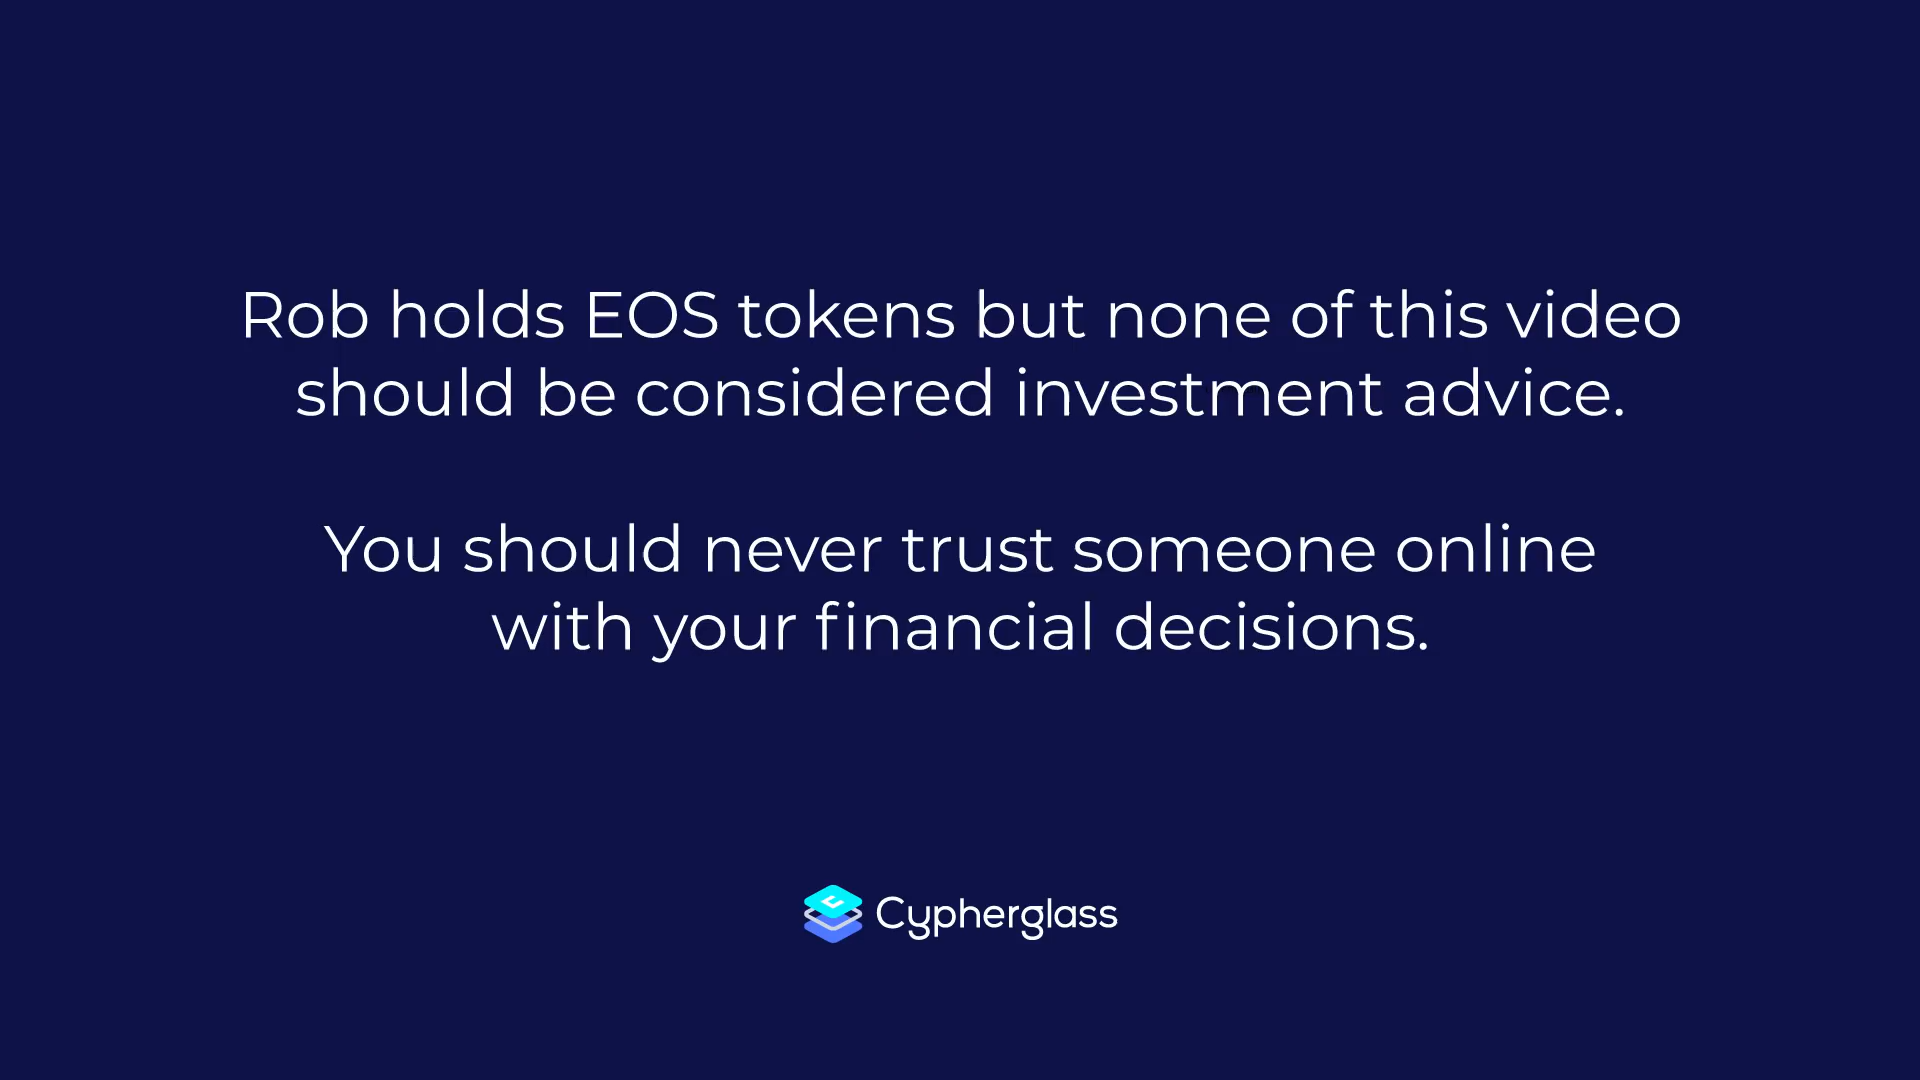 Rob holds EOS tokens but none of this video
should be considered investment advice.
You should never trust someone online
with your financial decisions.
Cypherglass